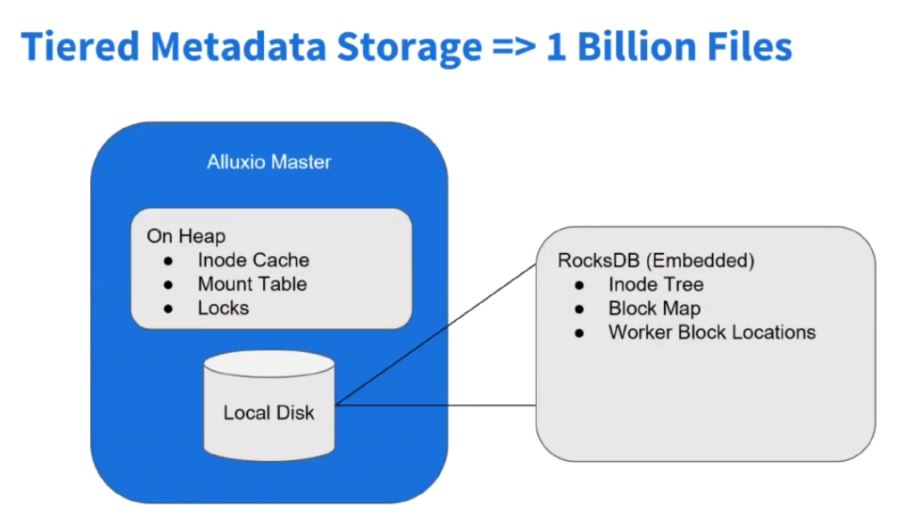 Tiered Metadata Storage => 1 Billion Files
Alluxio Master
On Heap
● Inode Cache
● Mount Table
● Locks
Local Disk
RocksDB (Embedded)
● Inode Tree
● Block Map
● Worker Block Locations